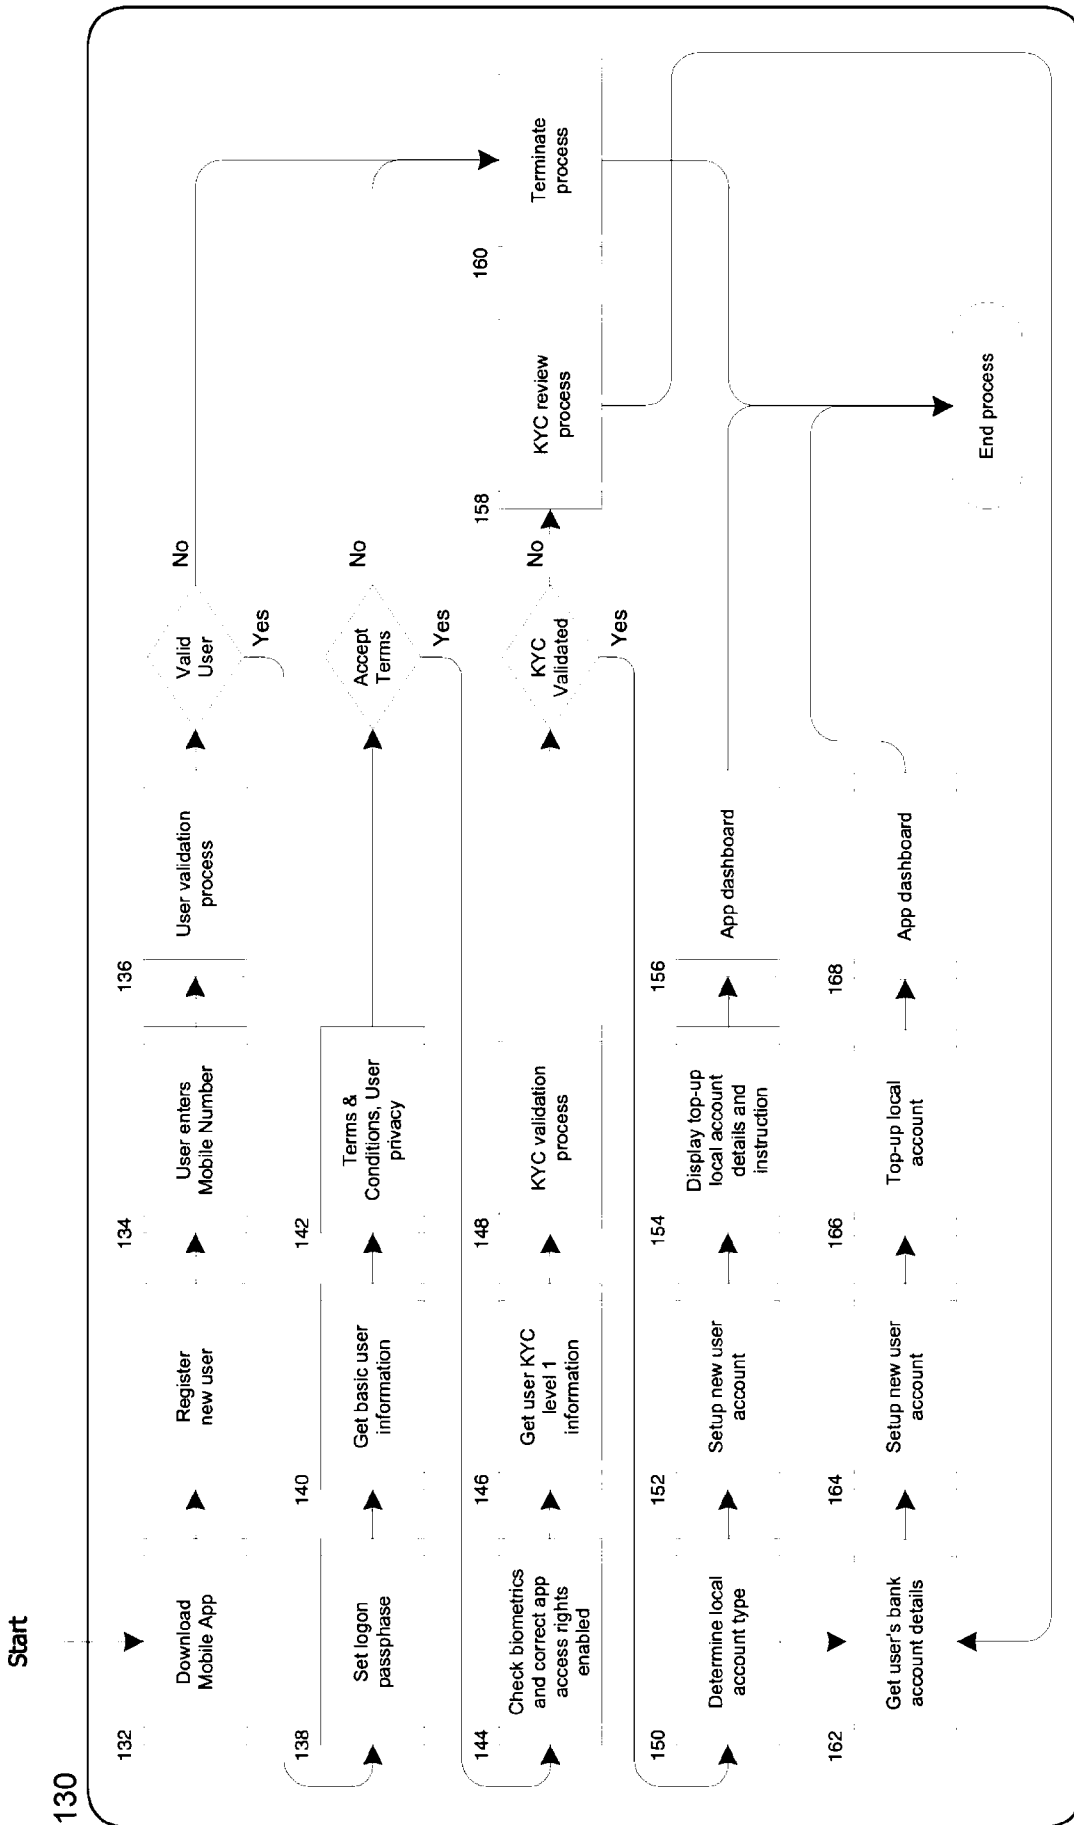 Start
130
132
Download
Mobile App
Register
new user
134
User enters
Mobile Number
136
User validation
process
Valid
User
No
Yes
138
Set logon
passphase
140
Get basic user
information
142
Terms &
Conditions, User
privacy
Accept
Terms
No
Yes
144
Check biometrics
and correct app
access rights
enabled
146
Get user KYC
level 1
information
148
KYC validation
process
KYC
Validated
No
Yes
158
KYC review
process
160
Terminate
process
150
Determine local
account type
152
Setup new user
account
154
Display top-up
local account
details and
instruction
156
App dashboard
162
Get user's bank
account details
164
Setup new user
account
166
Top-up local
account
168
App dashboard
End process